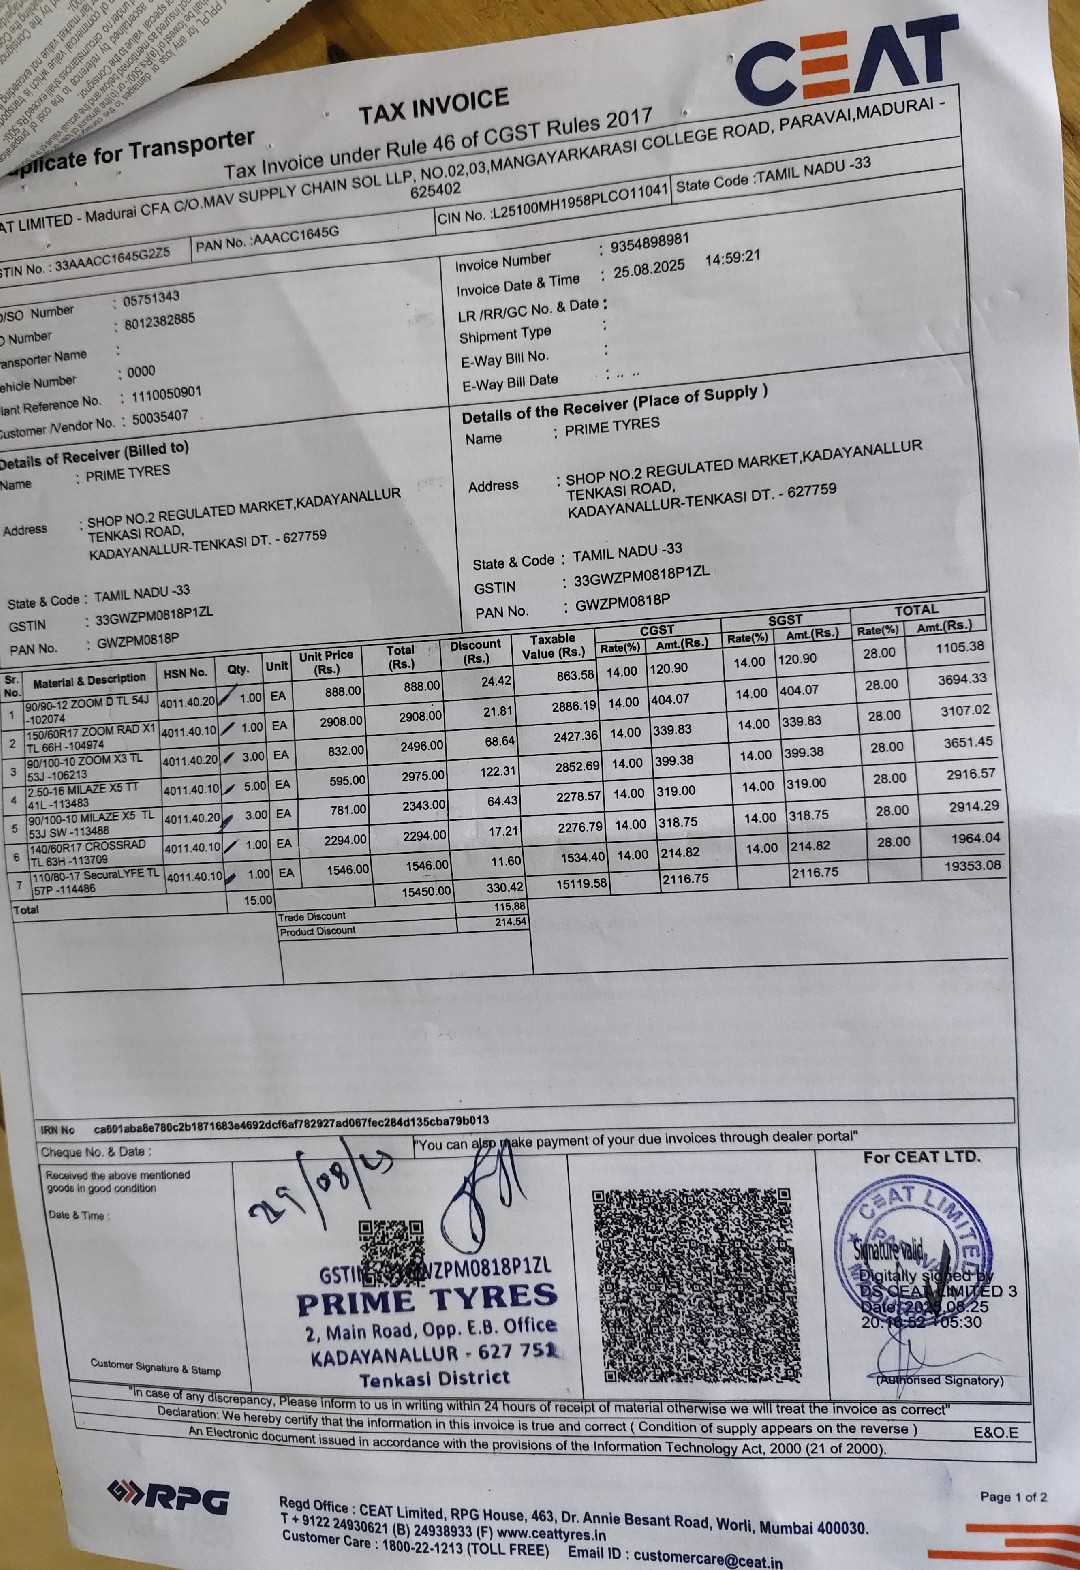 CEAT
TAX INVOICE
plicate for Transporter
Tax Invoice under Rule 46 of CGST Rules 2017
AT LIMITED - Madurai CFA C/O.MAV SUPPLY CHAIN SOL LLP, NO.02,03,MANGAYARKARASI COLLEGE ROAD, PARAVAI,MADURAI -
625402
STIN No. : 33AAACC1645G2Z5 PAN No. :AAACC1645G CIN No. :L25100MH1958PLCO11041 State Code :TAMIL NADU -33
O/SO Number : 05751343
O Number : 8012382885
ansporter Name :
ehicle Number : 0000
lant Reference No. : 1110050901
ustomer /Vendor No. : 50035407
Invoice Number : 9354898981
Invoice Date & Time : 25.08.2025 14:59:21
LR /RR/GC No. & Date :
Shipment Type :
E-Way Bill No. :
E-Way Bill Date : .. ..
Details of Receiver (Billed to)
Name : PRIME TYRES
Address : SHOP NO.2 REGULATED MARKET,KADAYANALLUR
TENKASI ROAD,
KADAYANALLUR-TENKASI DT. - 627759
State & Code : TAMIL NADU -33
GSTIN : 33GWZPM0818P1ZL
PAN No. : GWZPM0818P
Details of the Receiver (Place of Supply )
Name : PRIME TYRES
Address : SHOP NO.2 REGULATED MARKET,KADAYANALLUR
TENKASI ROAD,
KADAYANALLUR-TENKASI DT. - 627759
State & Code : TAMIL NADU -33
GSTIN : 33GWZPM0818P1ZL
PAN No. : GWZPM0818P
Sr. No. Material & Description HSN No. Qty. Unit Unit Price (Rs.) Total (Rs.) Discount (Rs.) Taxable Value (Rs.) CGST Rate(%) Amt.(Rs.) SGST Rate(%) Amt.(Rs.) TOTAL Rate(%) Amt.(Rs.)
1 90/90-12 ZOOM D TL 54J -102074 4011.40.20 1.00 EA 888.00 888.00 24.42 863.58 14.00 120.90 14.00 120.90 28.00 1105.38
2 150/60R17 ZOOM RAD X1 TL 66H -104974 4011.40.10 1.00 EA 2908.00 2908.00 21.81 2886.19 14.00 404.07 14.00 404.07 28.00 3694.33
3 90/100-10 ZOOM X3 TL 53J -106213 4011.40.20 3.00 EA 832.00 2496.00 68.64 2427.36 14.00 339.83 14.00 339.83 28.00 3107.02
4 2.50-16 MILAZE X5 TT 41L -113483 4011.40.10 5.00 EA 595.00 2975.00 122.31 2852.69 14.00 399.38 14.00 399.38 28.00 3651.45
5 90/100-10 MILAZE X5 TL 53J SW -113488 4011.40.20 3.00 EA 781.00 2343.00 64.43 2278.57 14.00 319.00 14.00 319.00 28.00 2916.57
6 140/60R17 CROSSRAD TL 63H -113709 4011.40.10 1.00 EA 2294.00 2294.00 17.21 2276.79 14.00 318.75 14.00 318.75 28.00 2914.29
7 110/80-17 SecuraLYFE TL 57P -114486 4011.40.10 1.00 EA 1546.00 1546.00 11.60 1534.40 14.00 214.82 14.00 214.82 28.00 1964.04
Total 15.00 15450.00 330.42 15119.58 2116.75 2116.75 19353.08
Trade Discount 115.88
Product Discount 214.54
IRN No ca601aba8e780c2b1871683e4692dcf6af782927ad067fec284d135cba79b013
Cheque No. & Date : "You can also make payment of your due invoices through dealer portal"
Received the above mentioned
goods in good condition
Date & Time :
Customer Signature & Stamp
29/08/25
GSTIN WZPM0818P1ZL
PRIME TYRES
2, Main Road, Opp. E.B. Office
KADAYANALLUR - 627 751
Tenkasi District
For CEAT LTD.
CEAT LIMITED
Signature valid
Digitally signed by
DS CEAT LIMITED 3
Date: 2025.08.25
20:16:52 +05:30
(Authorised Signatory)
"In case of any discrepancy, Please inform to us in writing within 24 hours of receipt of material otherwise we will treat the invoice as correct"
Declaration: We hereby certify that the information in this invoice is true and correct ( Condition of supply appears on the reverse ) E&O.E
An Electronic document issued in accordance with the provisions of the Information Technology Act, 2000 (21 of 2000).
Page 1 of 2
RPG
Regd Office : CEAT Limited, RPG House, 463, Dr. Annie Besant Road, Worli, Mumbai 400030.
T + 9122 24930621 (B) 24938933 (F) www.ceattyres.in
Customer Care : 1800-22-1213 (TOLL FREE) Email ID : customercare@ceat.in